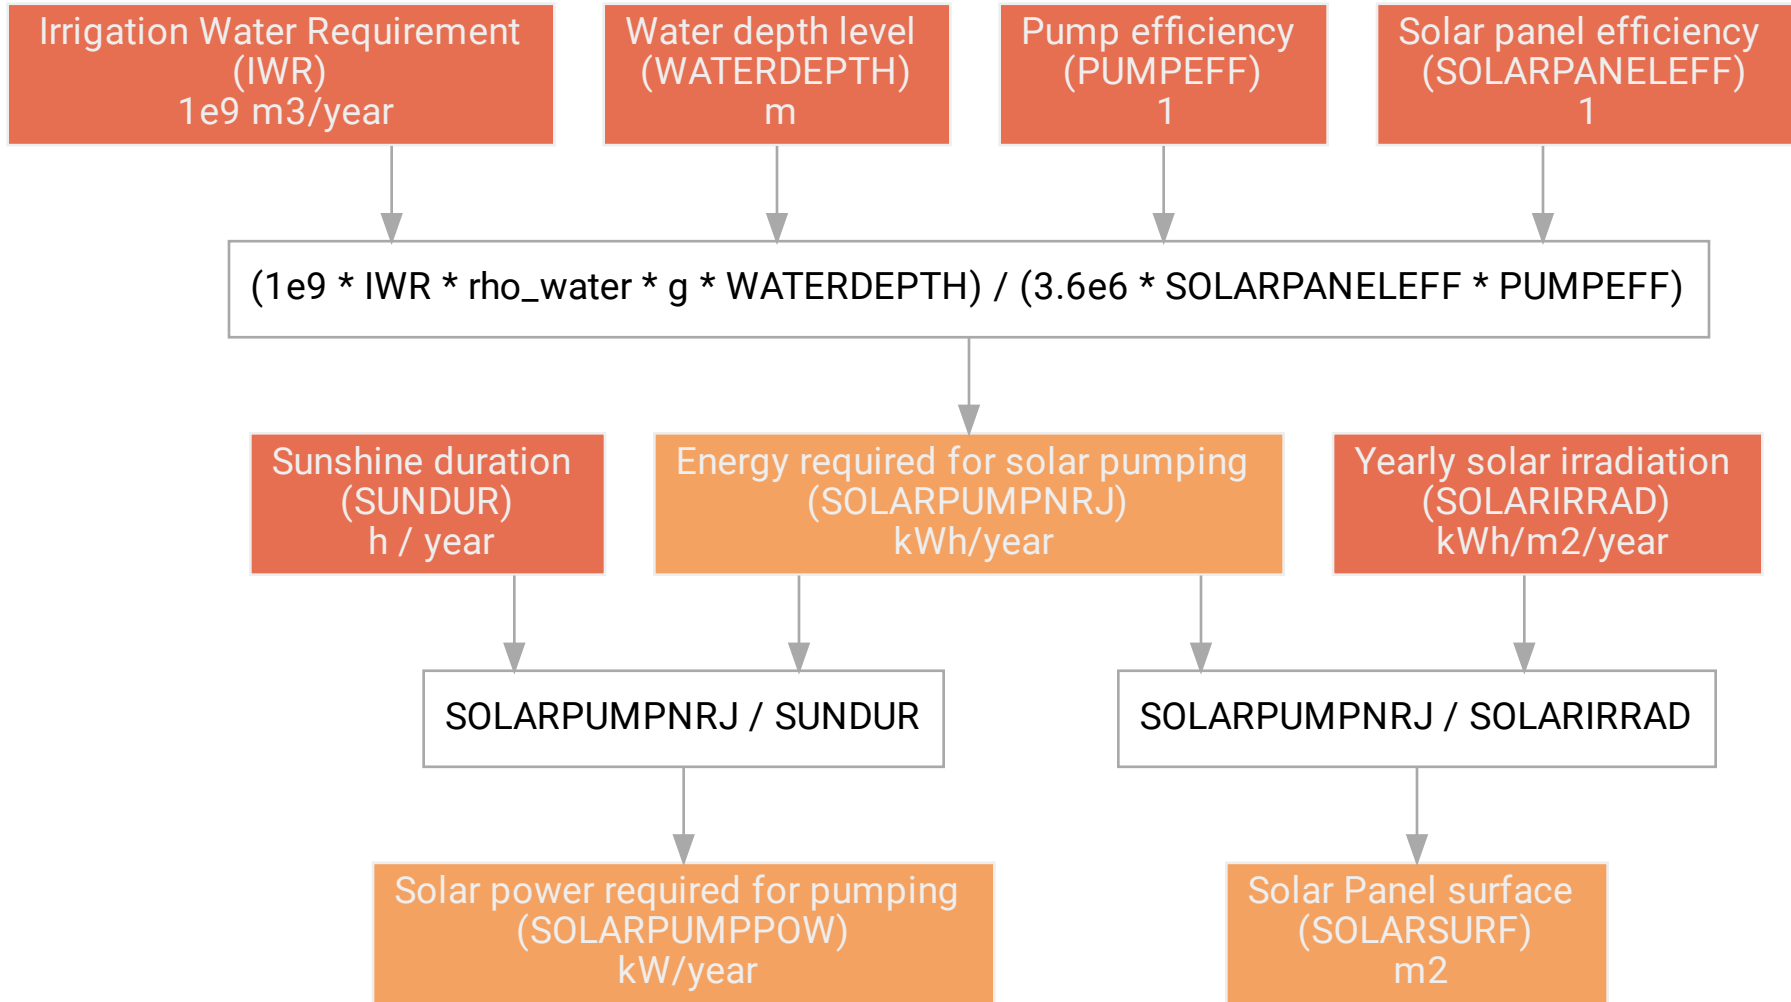 Irrigation Water Requirement
(IWR)
1e9 m3/year
Water depth level
(WATERDEPTH)
m
Pump efficiency
(PUMPEFF)
1
Solar panel efficiency
(SOLARPANELEFF)
1
(1e9 * IWR * rho_water * g * WATERDEPTH) / (3.6e6 * SOLARPANELEFF * PUMPEFF)
Sunshine duration
(SUNDUR)
h / year
Energy required for solar pumping
(SOLARPUMPNRJ)
kWh/year
Yearly solar irradiation
(SOLARIRRAD)
kWh/m2/year
SOLARPUMPNRJ / SUNDUR
SOLARPUMPNRJ / SOLARIRRAD
Solar power required for pumping
(SOLARPUMPPOW)
kW/year
Solar Panel surface
(SOLARSURF)
m2